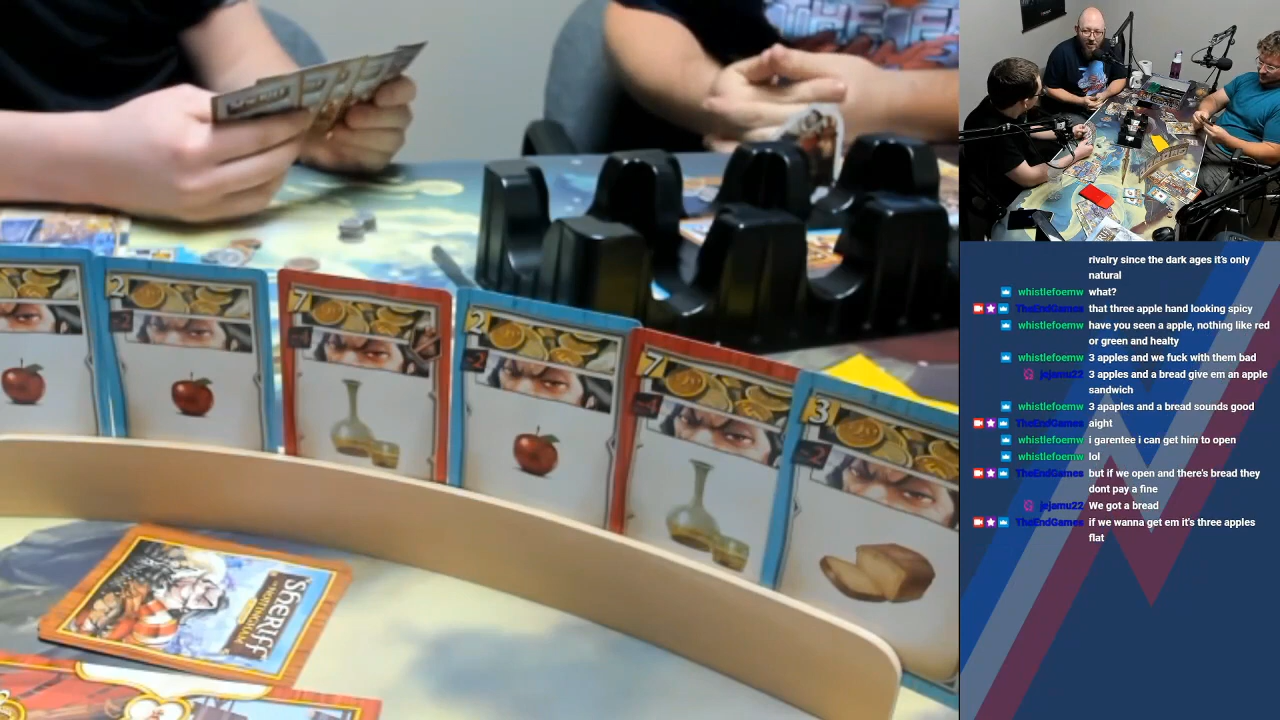 2
7
2
7
3
SHERIFF
OF
NOTTINGHAM
rivalry since the dark ages it's only
natural
whistlefoemw what?
TheEndGames that three apple hand looking spicy
whistlefoemw have you seen a apple, nothing like red
or green and healty
whistlefoemw 3 apples and we fuck with them bad
jejamu22 3 apples and a bread give em an apple
sandwich
whistlefoemw 3 apaples and a bread sounds good
TheEndGames aight
whistlefoemw i garentee i can get him to open
whistlefoemw lol
TheEndGames but if we open and there's bread they
dont pay a fine
jejamu22 We got a bread
TheEndGames if we wanna get em it's three apples
flat